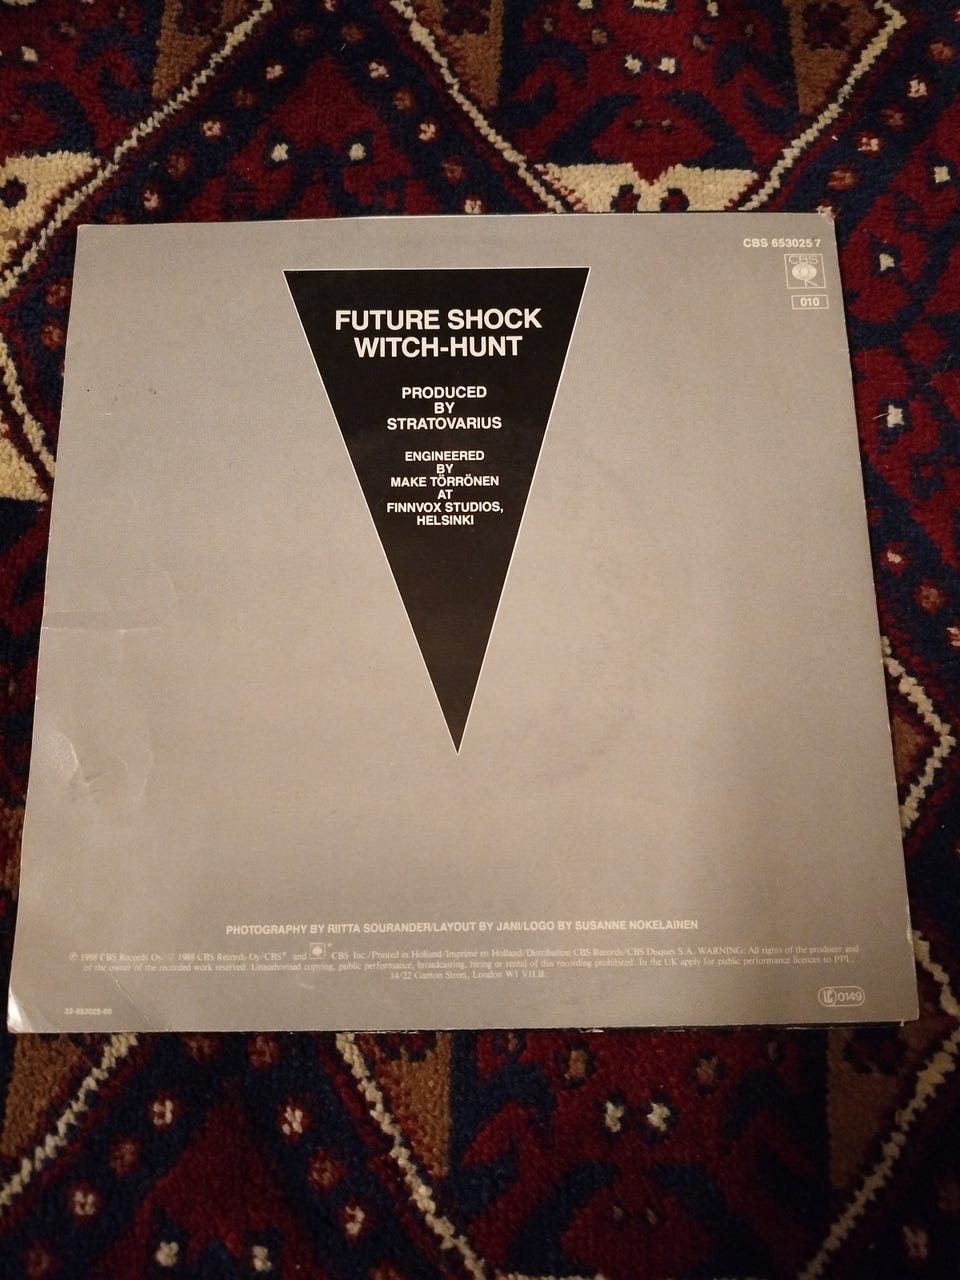 CBS 653025 7
CBS
010
FUTURE SHOCK
WITCH-HUNT
PRODUCED
BY
STRATOVARIUS
ENGINEERED
BY
MAKE TÖRRÖNEN
AT
FINNVOX STUDIOS,
HELSINKI
PHOTOGRAPHY BY RIITTA SOURANDER/LAYOUT BY JANI/LOGO BY SUSANNE NOKELAINEN
℗ 1988 CBS Records Oy/© 1988 CBS Records Oy/CBS® and ® CBS Inc./Printed in Holland/Imprimé en Holland/Distribution CBS Records/CBS Disques S.A. WARNING: All rights of the producer and
of the owner of the recorded work reserved. Unauthorised copying, public performance, broadcasting, hiring or rental of this recording prohibited. In the UK apply for public performance licences to PPL,
14/22 Ganton Street, London W1 V1LB.
32-653025-00
LC 0149